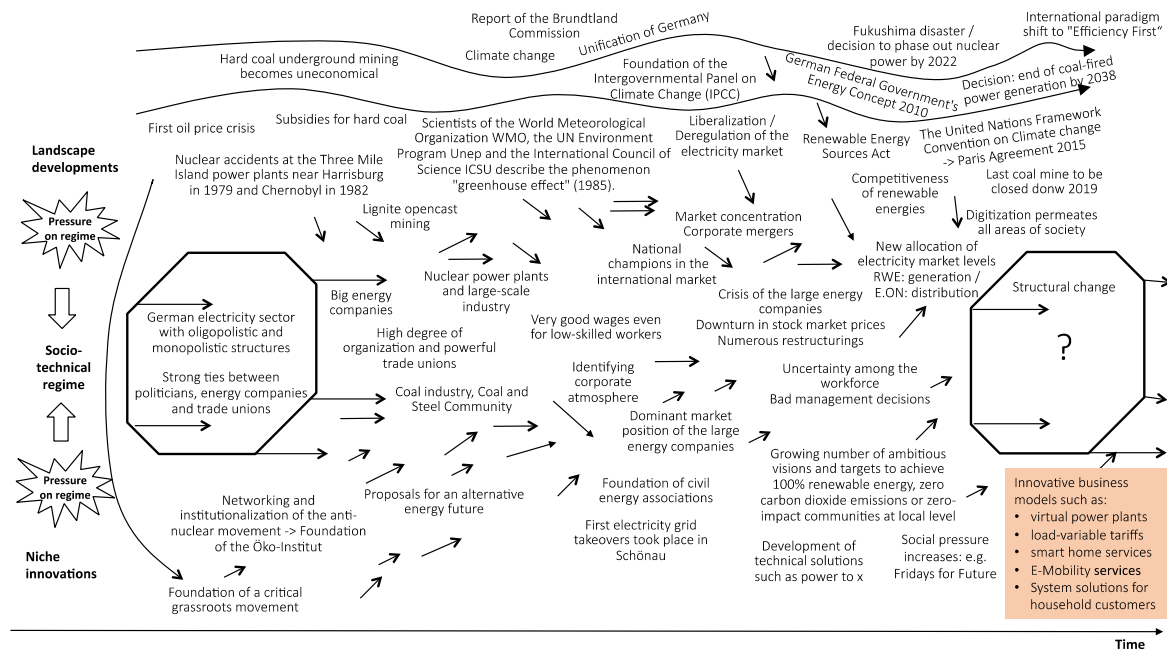 Report of the Brundtland
Commission
Climate change
Unification of Germany
Hard coal underground mining
becomes uneconomical
Foundation of the
Intergovernmental Panel on
Climate Change (IPCC)
Fukushima disaster /
decision to phase out nuclear
power by 2022
International paradigm
shift to "Efficiency First“
German Federal Government's
Energy Concept 2010
Decision: end of coal-fired
power generation by 2038
First oil price crisis
Subsidies for hard coal
Scientists of the World Meteorological
Organization WMO, the UN Environment
Program Unep and the International Council of
Science ICSU describe the phenomenon
"greenhouse effect" (1985).
Liberalization /
Deregulation of the
electricity market
Renewable Energy
Sources Act
The United Nations Framework
Convention on Climate change
-> Paris Agreement 2015
Landscape
developments
Nuclear accidents at the Three Mile
Island power plants near Harrisburg
in 1979 and Chernobyl in 1982
Competitiveness
of renewable
energies
Last coal mine to be
closed donw 2019
Pressure
on regime
Lignite opencast
mining
Market concentration
Corporate mergers
Digitization permeates
all areas of society
National
champions in the
international market
New allocation of
electricity market levels
RWE: generation /
E.ON: distribution
Nuclear power plants
and large-scale
industry
Big energy
companies
Crisis of the large energy
companies
Downturn in stock market prices
Numerous restructurings
Structural change
?
German electricity sector
with oligopolistic and
monopolistic structures
High degree of
organization and powerful
trade unions
Very good wages even
for low-skilled workers
Socio-
technical
regime
Strong ties between
politicians, energy companies
and trade unions
Identifying
corporate
atmosphere
Uncertainty among the
workforce
Bad management decisions
Coal industry, Coal and
Steel Community
Dominant market
position of the large
energy companies
Pressure
on regime
Growing number of ambitious
visions and targets to achieve
100% renewable energy, zero
carbon dioxide emissions or zero-
impact communities at local level
Networking and
institutionalization of the anti-
nuclear movement -> Foundation
of the Öko-Institut
Proposals for an alternative
energy future
Foundation of civil
energy associations
First electricity grid
takeovers took place in
Schönau
Niche
innovations
Foundation of a critical
grassroots movement
Development of
technical solutions
such as power to x
Social pressure
increases: e.g.
Fridays for Future
Innovative business
models such as:
• virtual power plants
• load-variable tariffs
• smart home services
• E-Mobility services
• System solutions for
household customers
Time